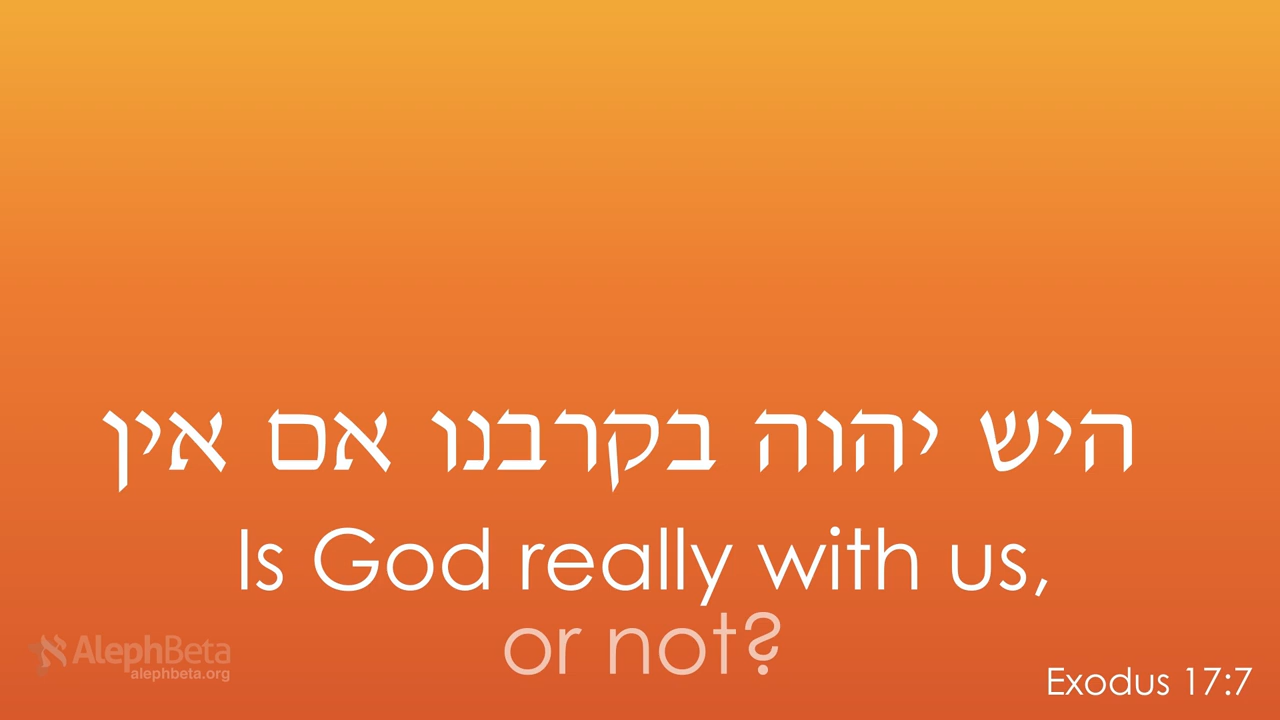 היש יהוה בקרבנו אם אין
Is God really with us,
or not?
AlephBeta
alephbeta.org
Exodus 17:7